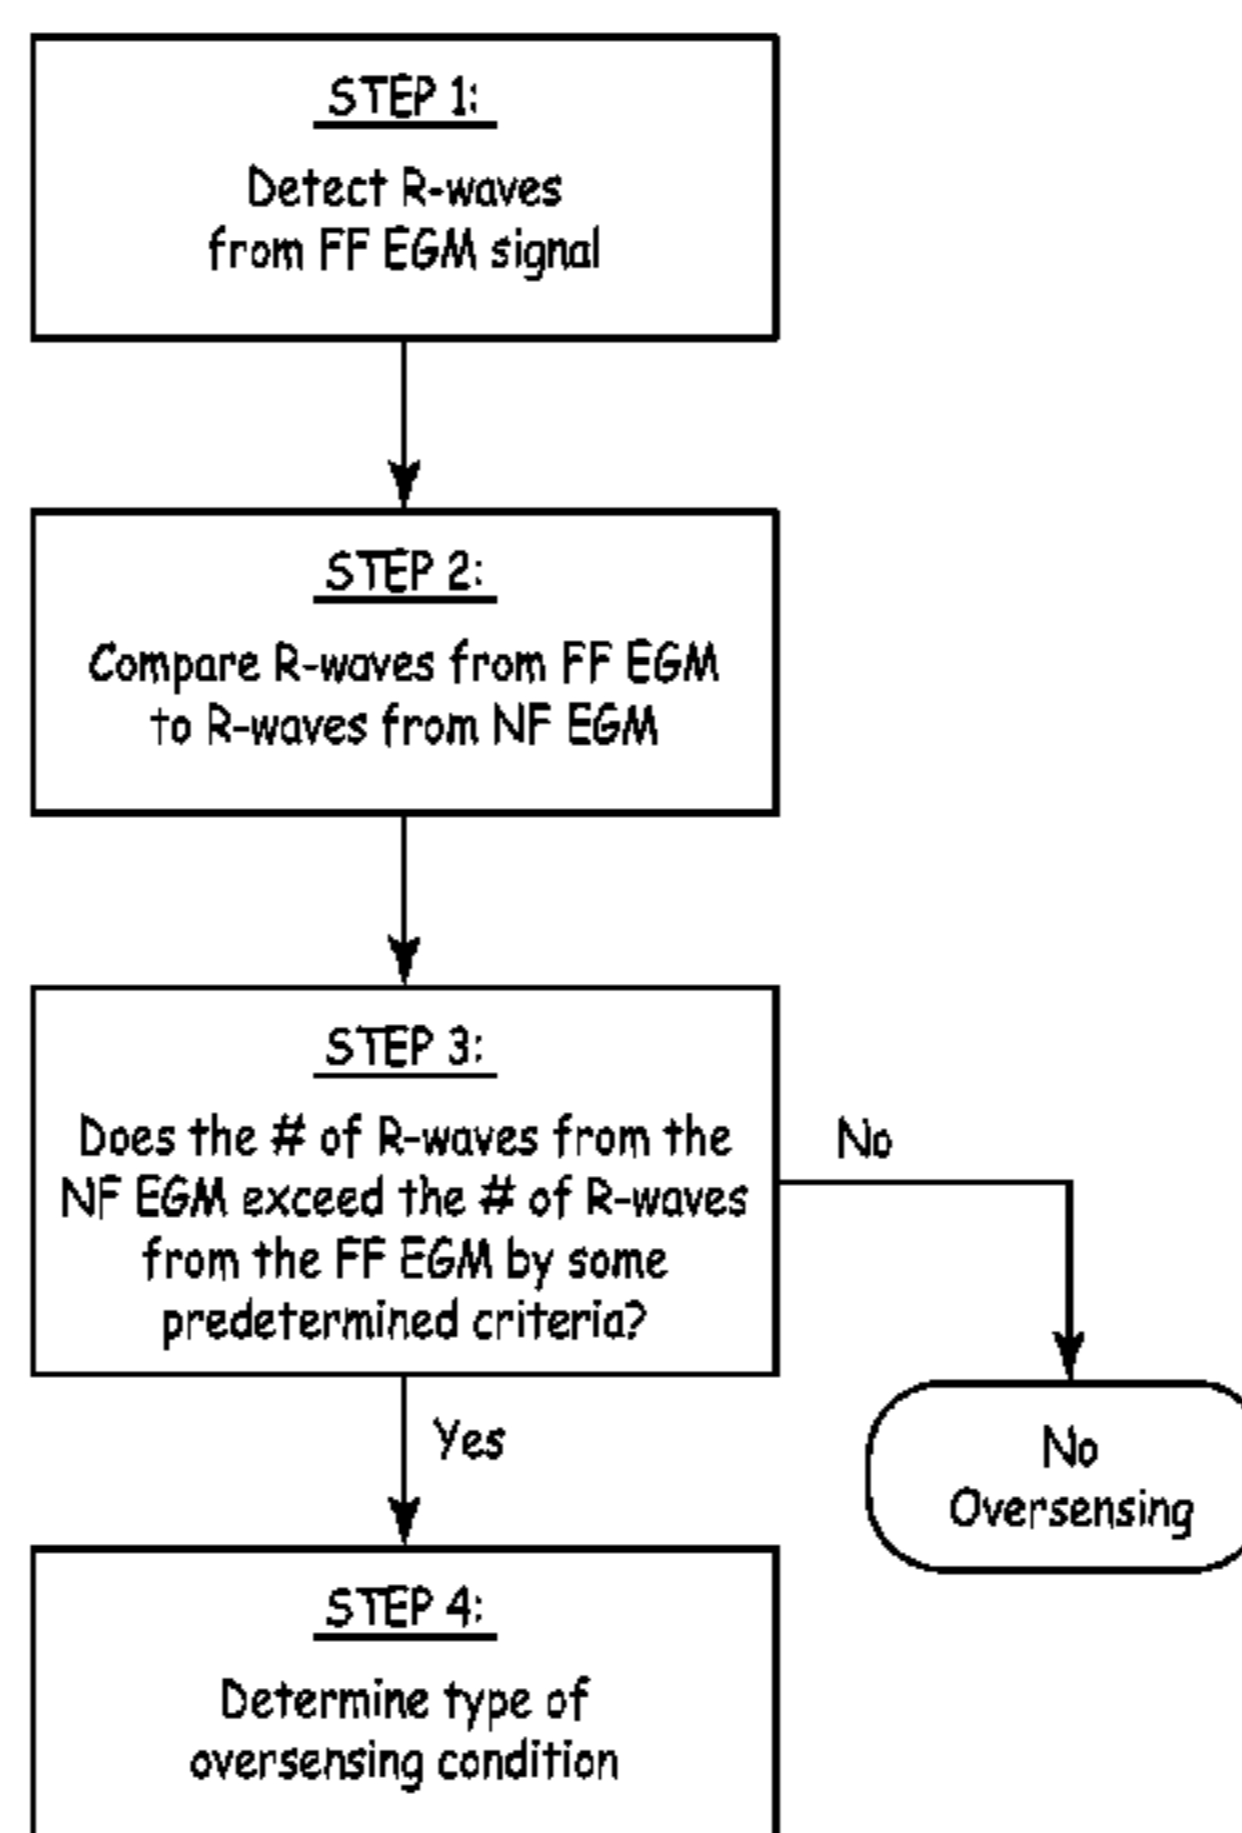 STEP 1:
Detect R-waves
from FF EGM signal
STEP 2:
Compare R-waves from FF EGM
to R-waves from NF EGM
STEP 3:
Does the # of R-waves from the
NF EGM exceed the # of R-waves
from the FF EGM by some
predetermined criteria?
No
Yes
No
Oversensing
STEP 4:
Determine type of
oversensing condition